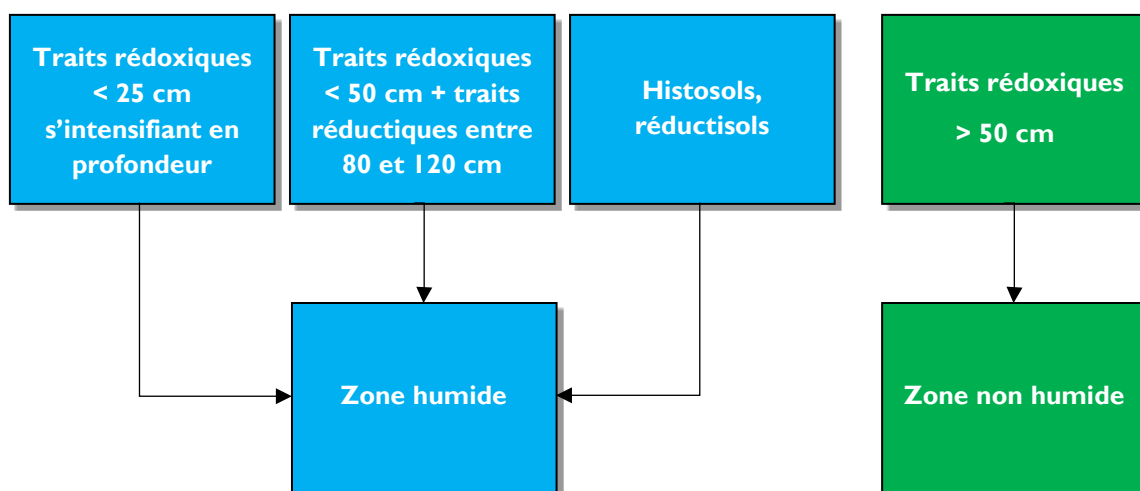 Traits rédoxiques
< 25 cm
s’intensifiant en
profondeur
Traits rédoxiques
< 50 cm + traits
réductiques entre
80 et 120 cm
Histosols,
réductisols
Traits rédoxiques
> 50 cm
Zone humide
Zone non humide